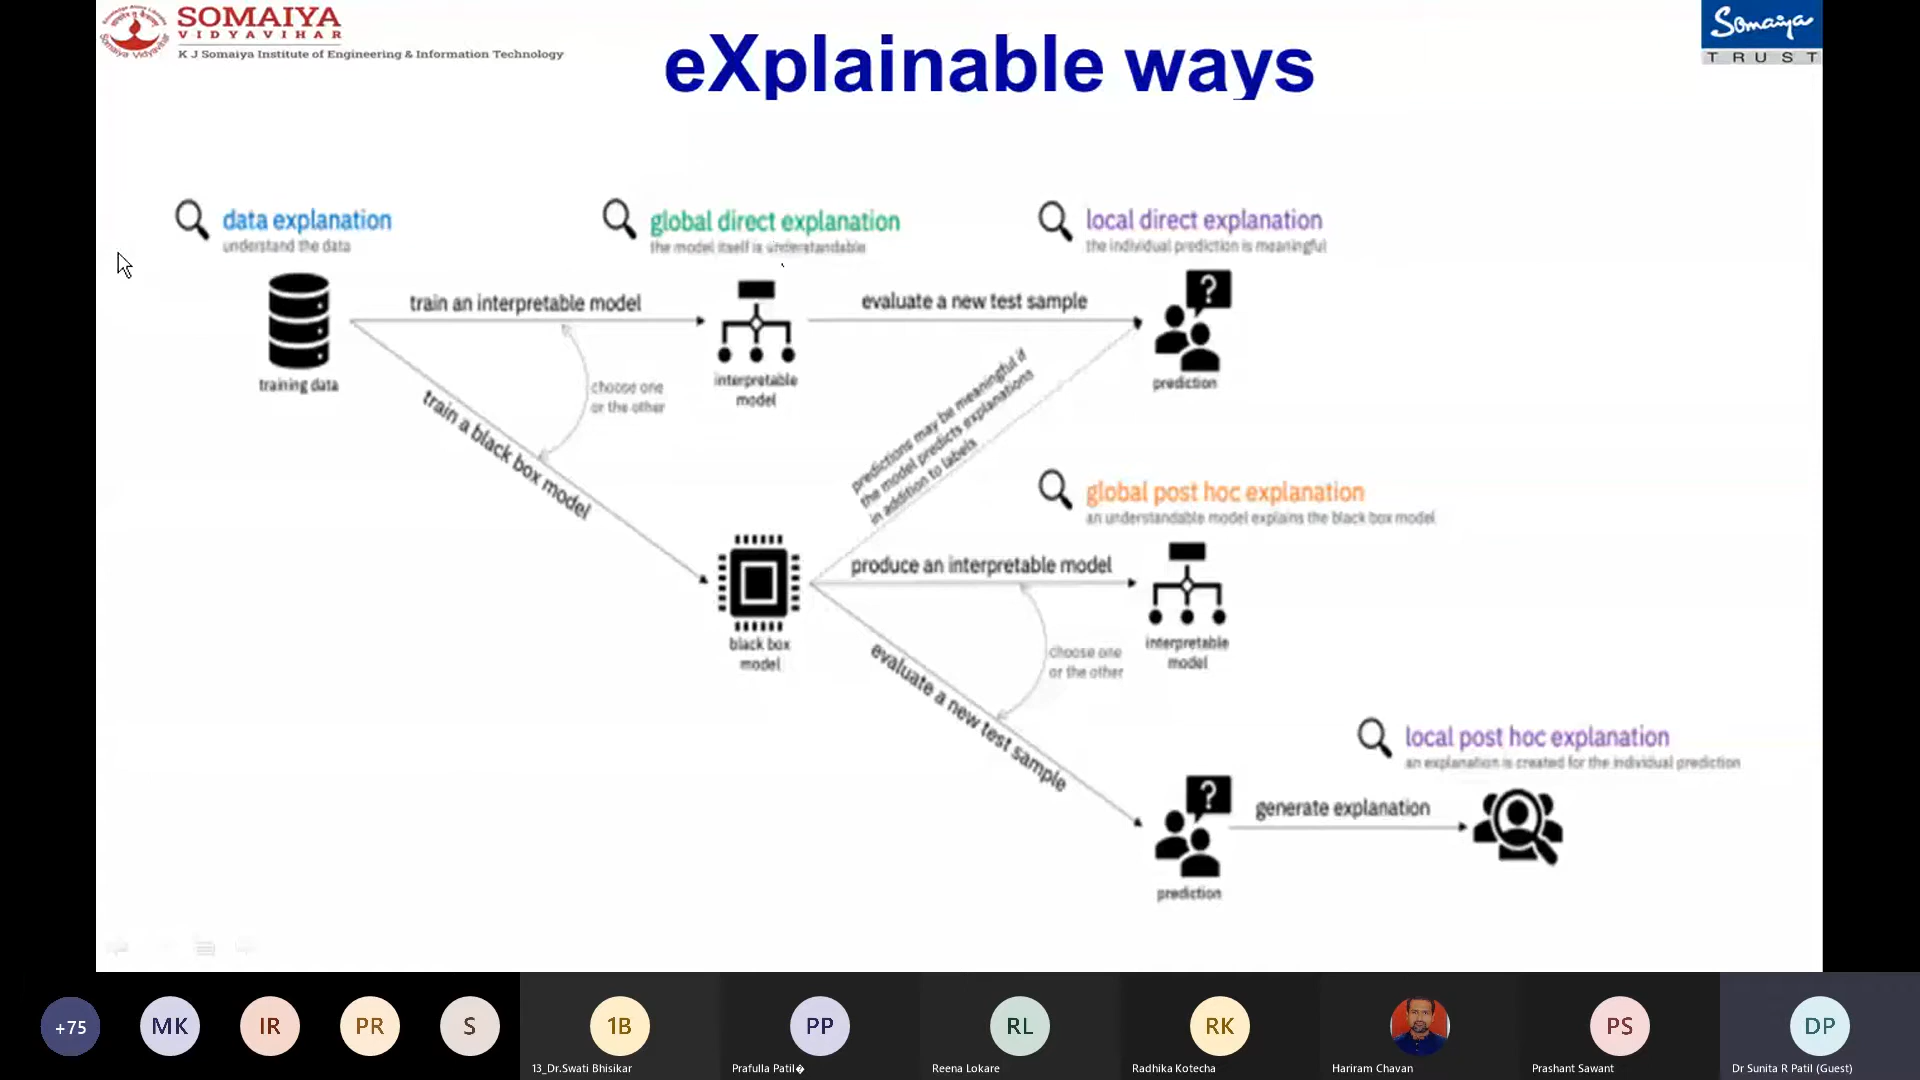 SOMAIYA
VIDYAVIHAR
K J Somaiya Institute of Engineering & Information Technology
eXplainable ways
Somaiya
TRUST
data explanation
understand the data
global direct explanation
the model itself is understandable
local direct explanation
the individual prediction is meaningful
train an interpretable model
evaluate a new test sample
?
training data
choose one
or the other
interpretable
model
prediction
train a black box model
predictions may be meaningful if
the model predicts explanations
in addition to labels
global post hoc explanation
an understandable model explains the black box model
produce an interpretable model
black box
model
choose one
or the other
interpretable
model
evaluate a new test sample
local post hoc explanation
an explanation is created for the individual prediction
?
generate explanation
prediction
+75
MK
IR
PR
S
1B
PP
RL
RK
PS
DP
13_Dr.Swati Bhisikar
Prafulla Patil�
Reena Lokare
Radhika Kotecha
Hariram Chavan
Prashant Sawant
Dr Sunita R Patil (Guest)